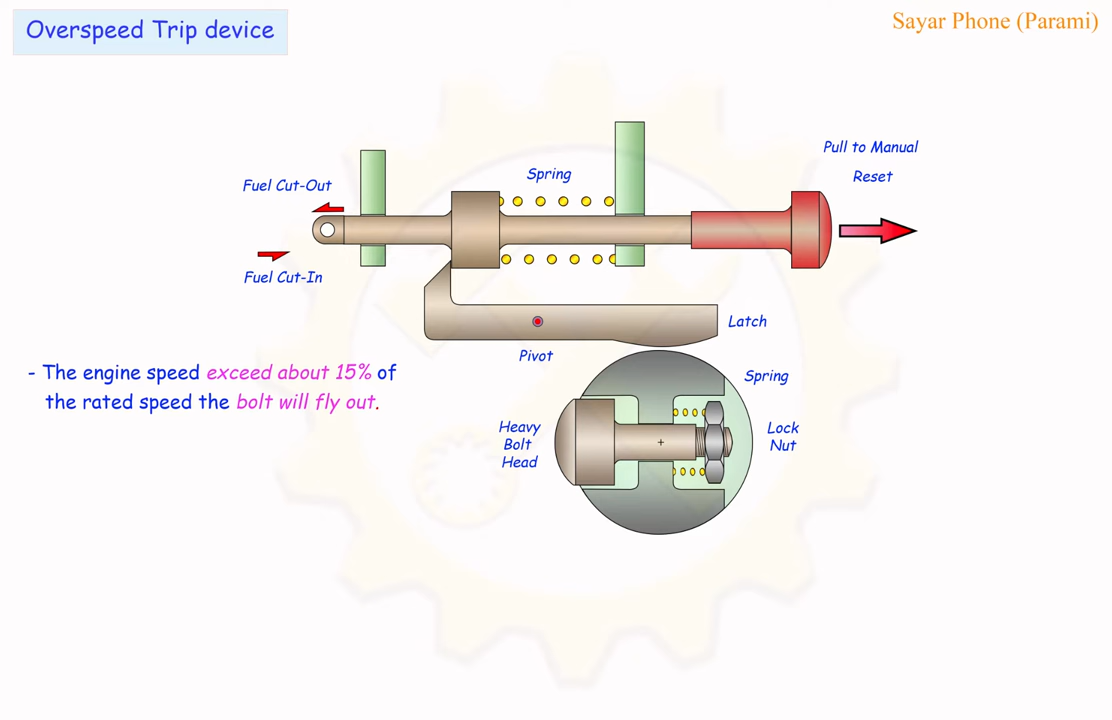 Overspeed Trip device
Sayar Phone (Parami)
Pull to Manual
Reset
Spring
Fuel Cut-Out
Fuel Cut-In
Latch
Pivot
- The engine speed exceed about 15% of
the rated speed the bolt will fly out.
Spring
Heavy
Bolt
Head
Lock
Nut